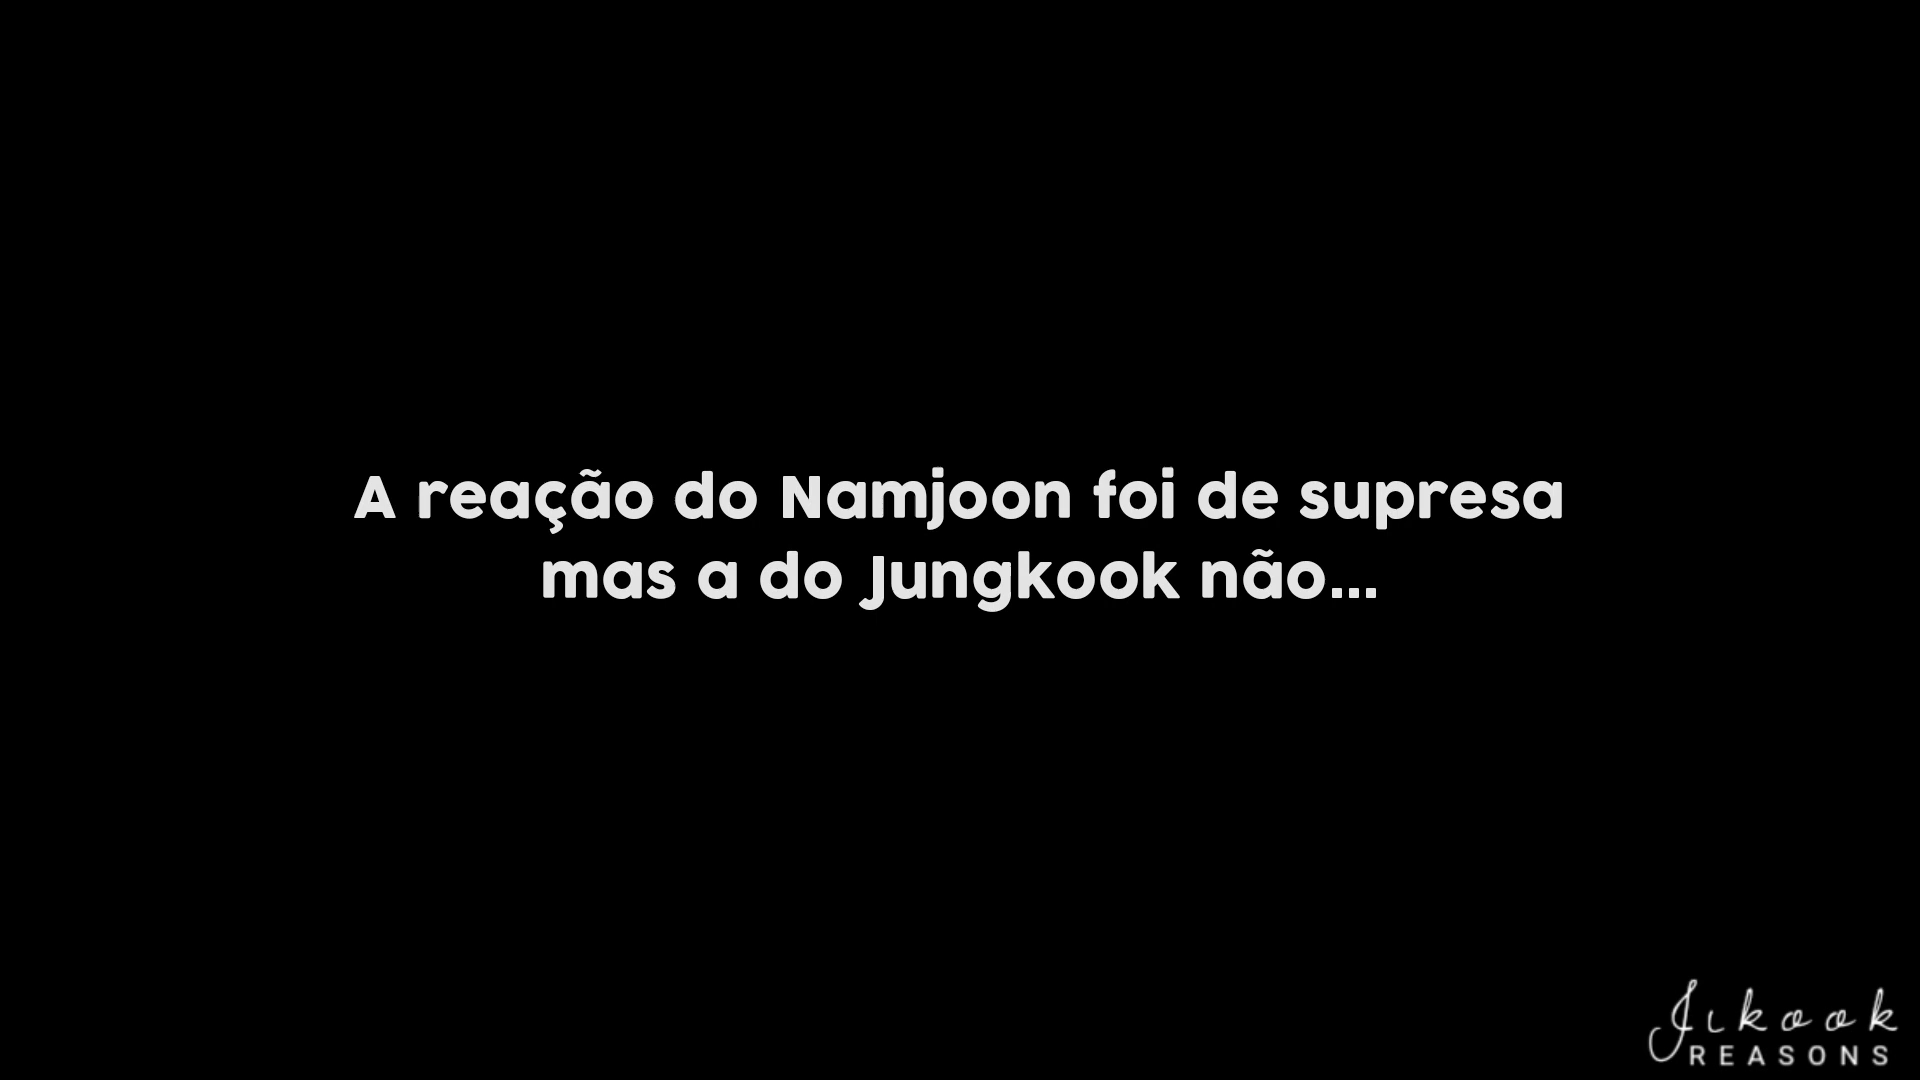 A reação do Namjoon foi de supresa
mas a do Jungkook não...
Jikook
REASONS